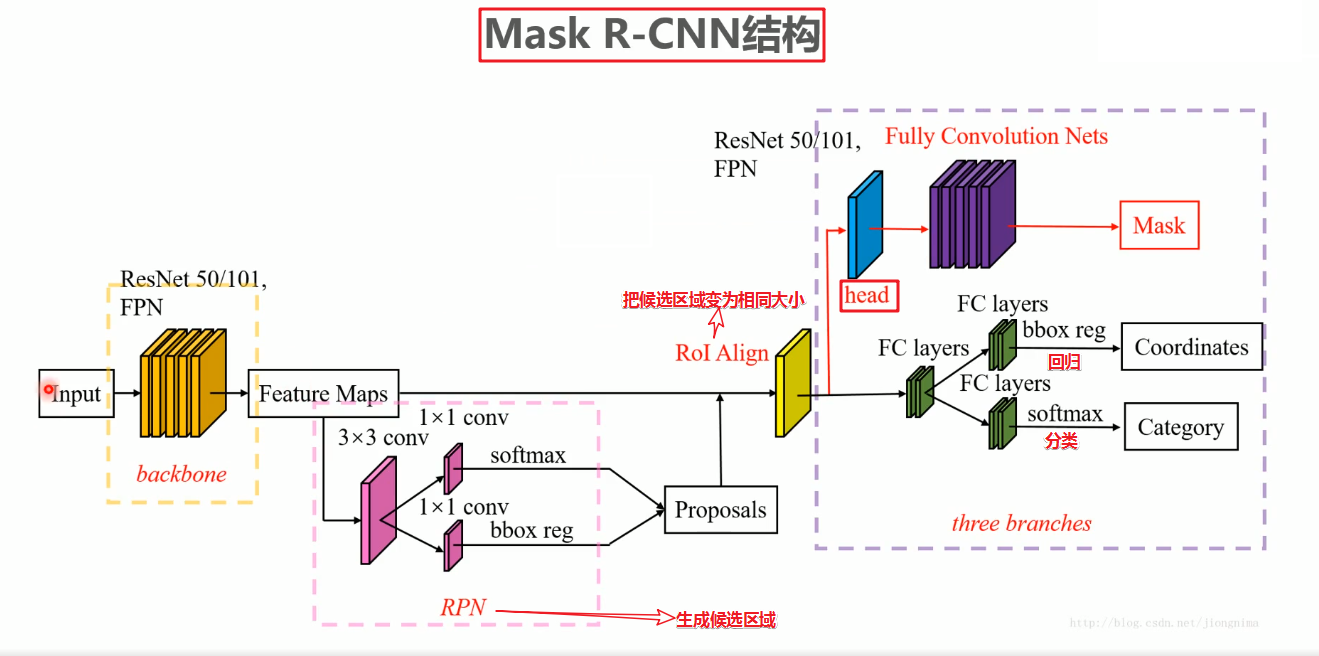 Mask R-CNN结构
ResNet 50/101,
FPN
Input
backbone
Feature Maps
3×3 conv
1×1 conv
softmax
1×1 conv
bbox reg
RPN
生成候选区域
Proposals
把候选区域变为相同大小
RoI Align
ResNet 50/101,
FPN
Fully Convolution Nets
head
Mask
FC layers
FC layers
bbox reg
回归
Coordinates
FC layers
softmax
分类
Category
three branches
http://blog.csdn.net/jiongnima